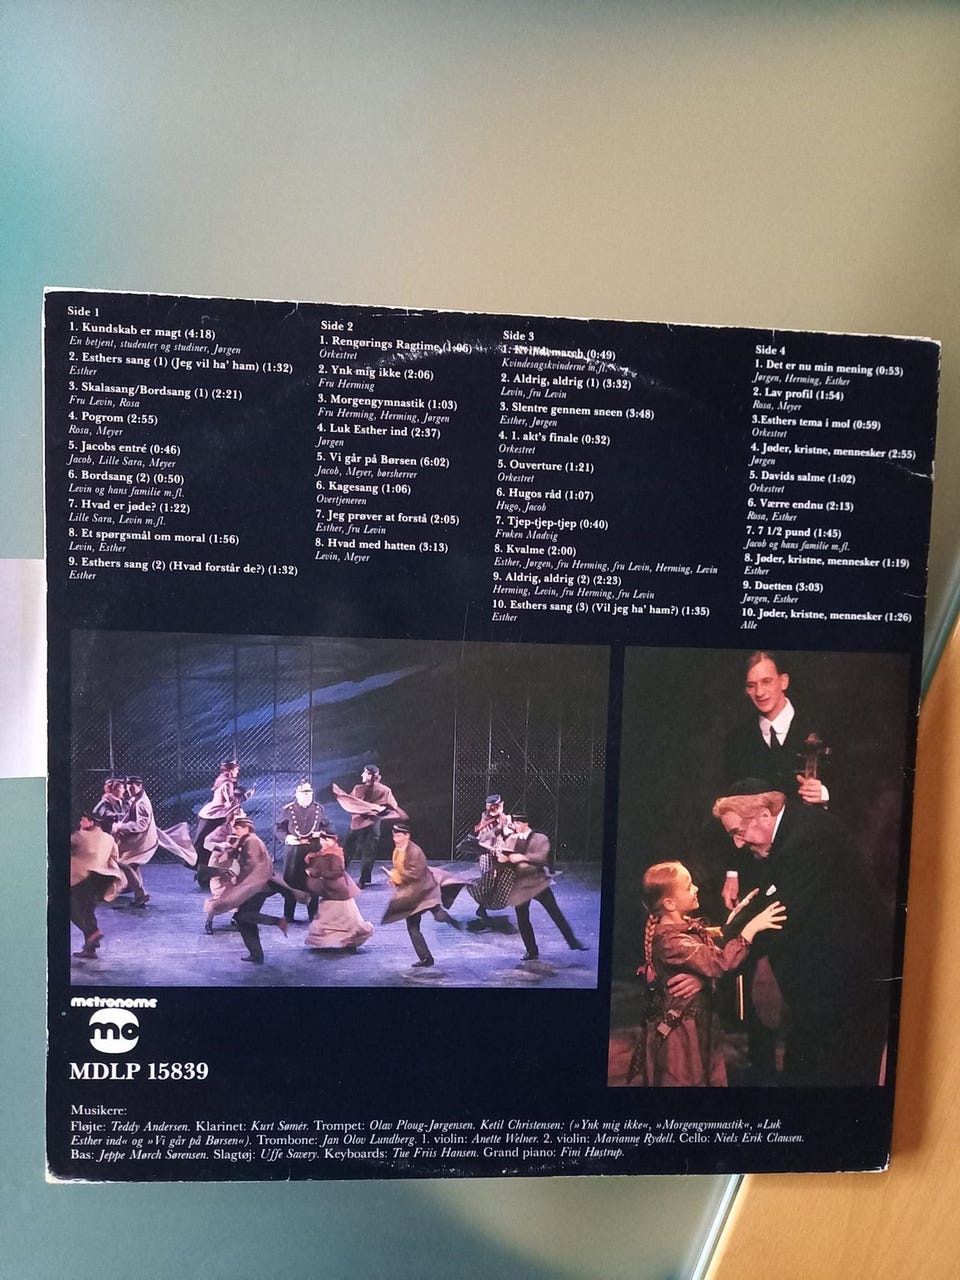 Side 1
1. Kundskab er magt (4:18)
En betjent, studenter og studiner, Jørgen
2. Esthers sang (1) (Jeg vil ha' ham) (1:32)
Esther
3. Skalasang/Bordsang (1) (2:21)
Fru Levin, Rosa
4. Pogrom (2:55)
Rosa, Meyer
5. Jacobs entré (0:46)
Jacob, Lille Sara, Meyer
6. Bordsang (2) (0:50)
Levin og hans familie m.fl.
7. Hvad er jøde? (1:22)
Lille Sara, Levin m.fl.
8. Et spørgsmål om moral (1:56)
Levin, Esther
9. Esthers sang (2) (Hvad forstår de?) (1:32)
Esther
Side 2
1. Rengørings Ragtime (1:06)
Orkestret
2. Ynk mig ikke (2:06)
Fru Herming
3. Morgengymnastik (1:03)
Fru Herming, Herming, Jørgen
4. Luk Esther ind (2:37)
Jørgen
5. Vi går på Børsen (6:02)
Jacob, Meyer, børsherrer
6. Kagesang (1:06)
Overtjeneren
7. Jeg prøver at forstå (2:05)
Esther, fru Levin
8. Hvad med hatten (3:13)
Levin, Meyer
Side 3
1. Kvindemarch (0:49)
Kvindesagskvinderne m.fl.
2. Aldrig, aldrig (1) (3:32)
Levin, fru Levin
3. Slentre gennem sneen (3:48)
Esther, Jørgen
4. 1. akt's finale (0:32)
Orkestret
5. Ouverture (1:21)
Orkestret
6. Hugos råd (1:07)
Hugo, Jacob
7. Tjep-tjep-tjep (0:40)
Frøken Madvig
8. Kvalme (2:00)
Esther, Jørgen, fru Herming, fru Levin, Herming, Levin
9. Aldrig, aldrig (2) (2:23)
Herming, Levin, fru Herming, fru Levin
10. Esthers sang (3) (Vil jeg ha' ham?) (1:35)
Esther
Side 4
1. Det er nu min mening (0:53)
Jørgen, Herming, Esther
2. Lav profil (1:54)
Rosa, Meyer
3.Esthers tema i mol (0:59)
Orkestret
4. Jøder, kristne, mennesker (2:55)
Jørgen
5. Davids salme (1:02)
Orkestret
6. Værre endnu (2:13)
Rosa, Esther
7. 7 1/2 pund (1:45)
Jacob og hans familie m.fl.
8. Jøder, kristne, mennesker (1:19)
Esther
9. Duetten (3:03)
Jørgen, Esther
10. Jøder, kristne, mennesker (1:26)
Alle
metronome
mo
MDLP 15839
Musikere:
Fløjte: Teddy Andersen. Klarinet: Kurt Sømér. Trompet: Olav Ploug-Jørgensen. Ketil Christensen: (»Ynk mig ikke«, »Morgengymnastik«, »Luk
Esther ind« og »Vi går på Børsen«). Trombone: Jan Olov Lundberg. 1. violin: Anette Welner. 2. violin: Marianne Rydell. Cello: Niels Erik Clausen.
Bas: Jeppe Mørch Sørensen. Slagtøj: Uffe Savery. Keyboards: Tue Friis Hansen. Grand piano: Fini Høstrup.